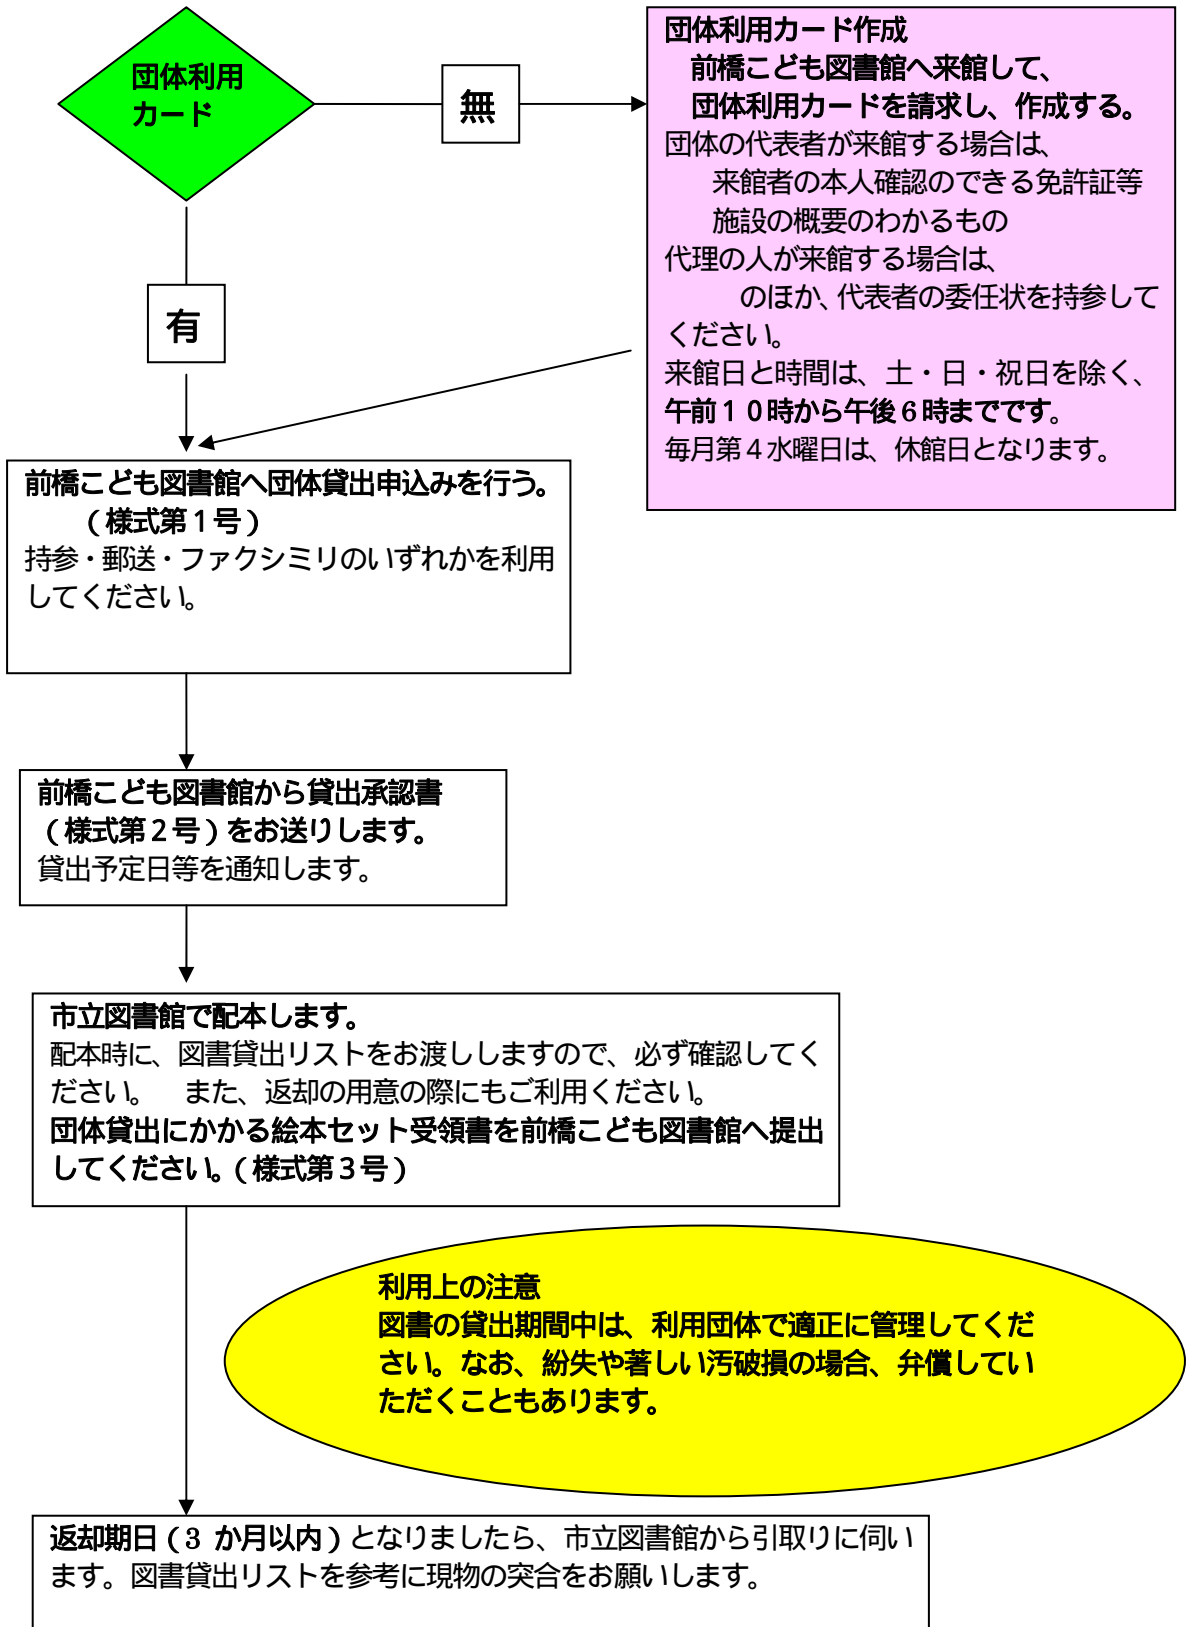 団体利用
カード
無
団体利用カード作成
前橋こども図書館へ来館して、
団体利用カードを請求し、作成する。
団体の代表者が来館する場合は、
来館者の本人確認のできる免許証等
施設の概要のわかるもの
代理の人が来館する場合は、
のほか、代表者の委任状を持参して
ください。
来館日と時間は、土・日・祝日を除く、
午前１０時から午後６時までです。
毎月第４水曜日は、休館日となります。
有
前橋こども図書館へ団体貸出申込みを行う。
（様式第１号）
持参・郵送・ファクシミリのいずれかを利用
してください。
前橋こども図書館から貸出承認書
（様式第２号）をお送りします。
貸出予定日等を通知します。
市立図書館で配本します。
配本時に、図書貸出リストをお渡ししますので、必ず確認してく
ださい。　また、返却の用意の際にもご利用ください。
団体貸出にかかる絵本セット受領書を前橋こども図書館へ提出
してください。（様式第３号）
利用上の注意
図書の貸出期間中は、利用団体で適正に管理してくだ
さい。なお、紛失や著しい汚破損の場合、弁償してい
ただくこともあります。
返却期日（3 か月以内）となりましたら、市立図書館から引取りに伺い
ます。図書貸出リストを参考に現物の突合をお願いします。